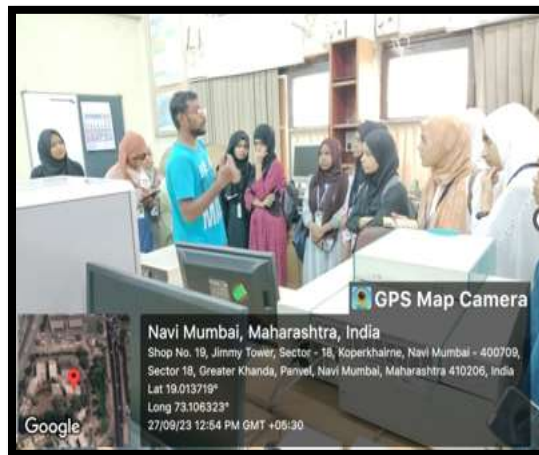 GPS Map Camera
Navi Mumbai, Maharashtra, India
Shop No. 19, Jimmy Tower, Sector - 18, Koperkhairne, Navi Mumbai - 400709,
Sector 18, Greater Khanda, Panvel, Navi Mumbai, Maharashtra 410206, India
Lat 19.013719°
Long 73.106323°
27/09/23 12:54 PM GMT +05:30
Google